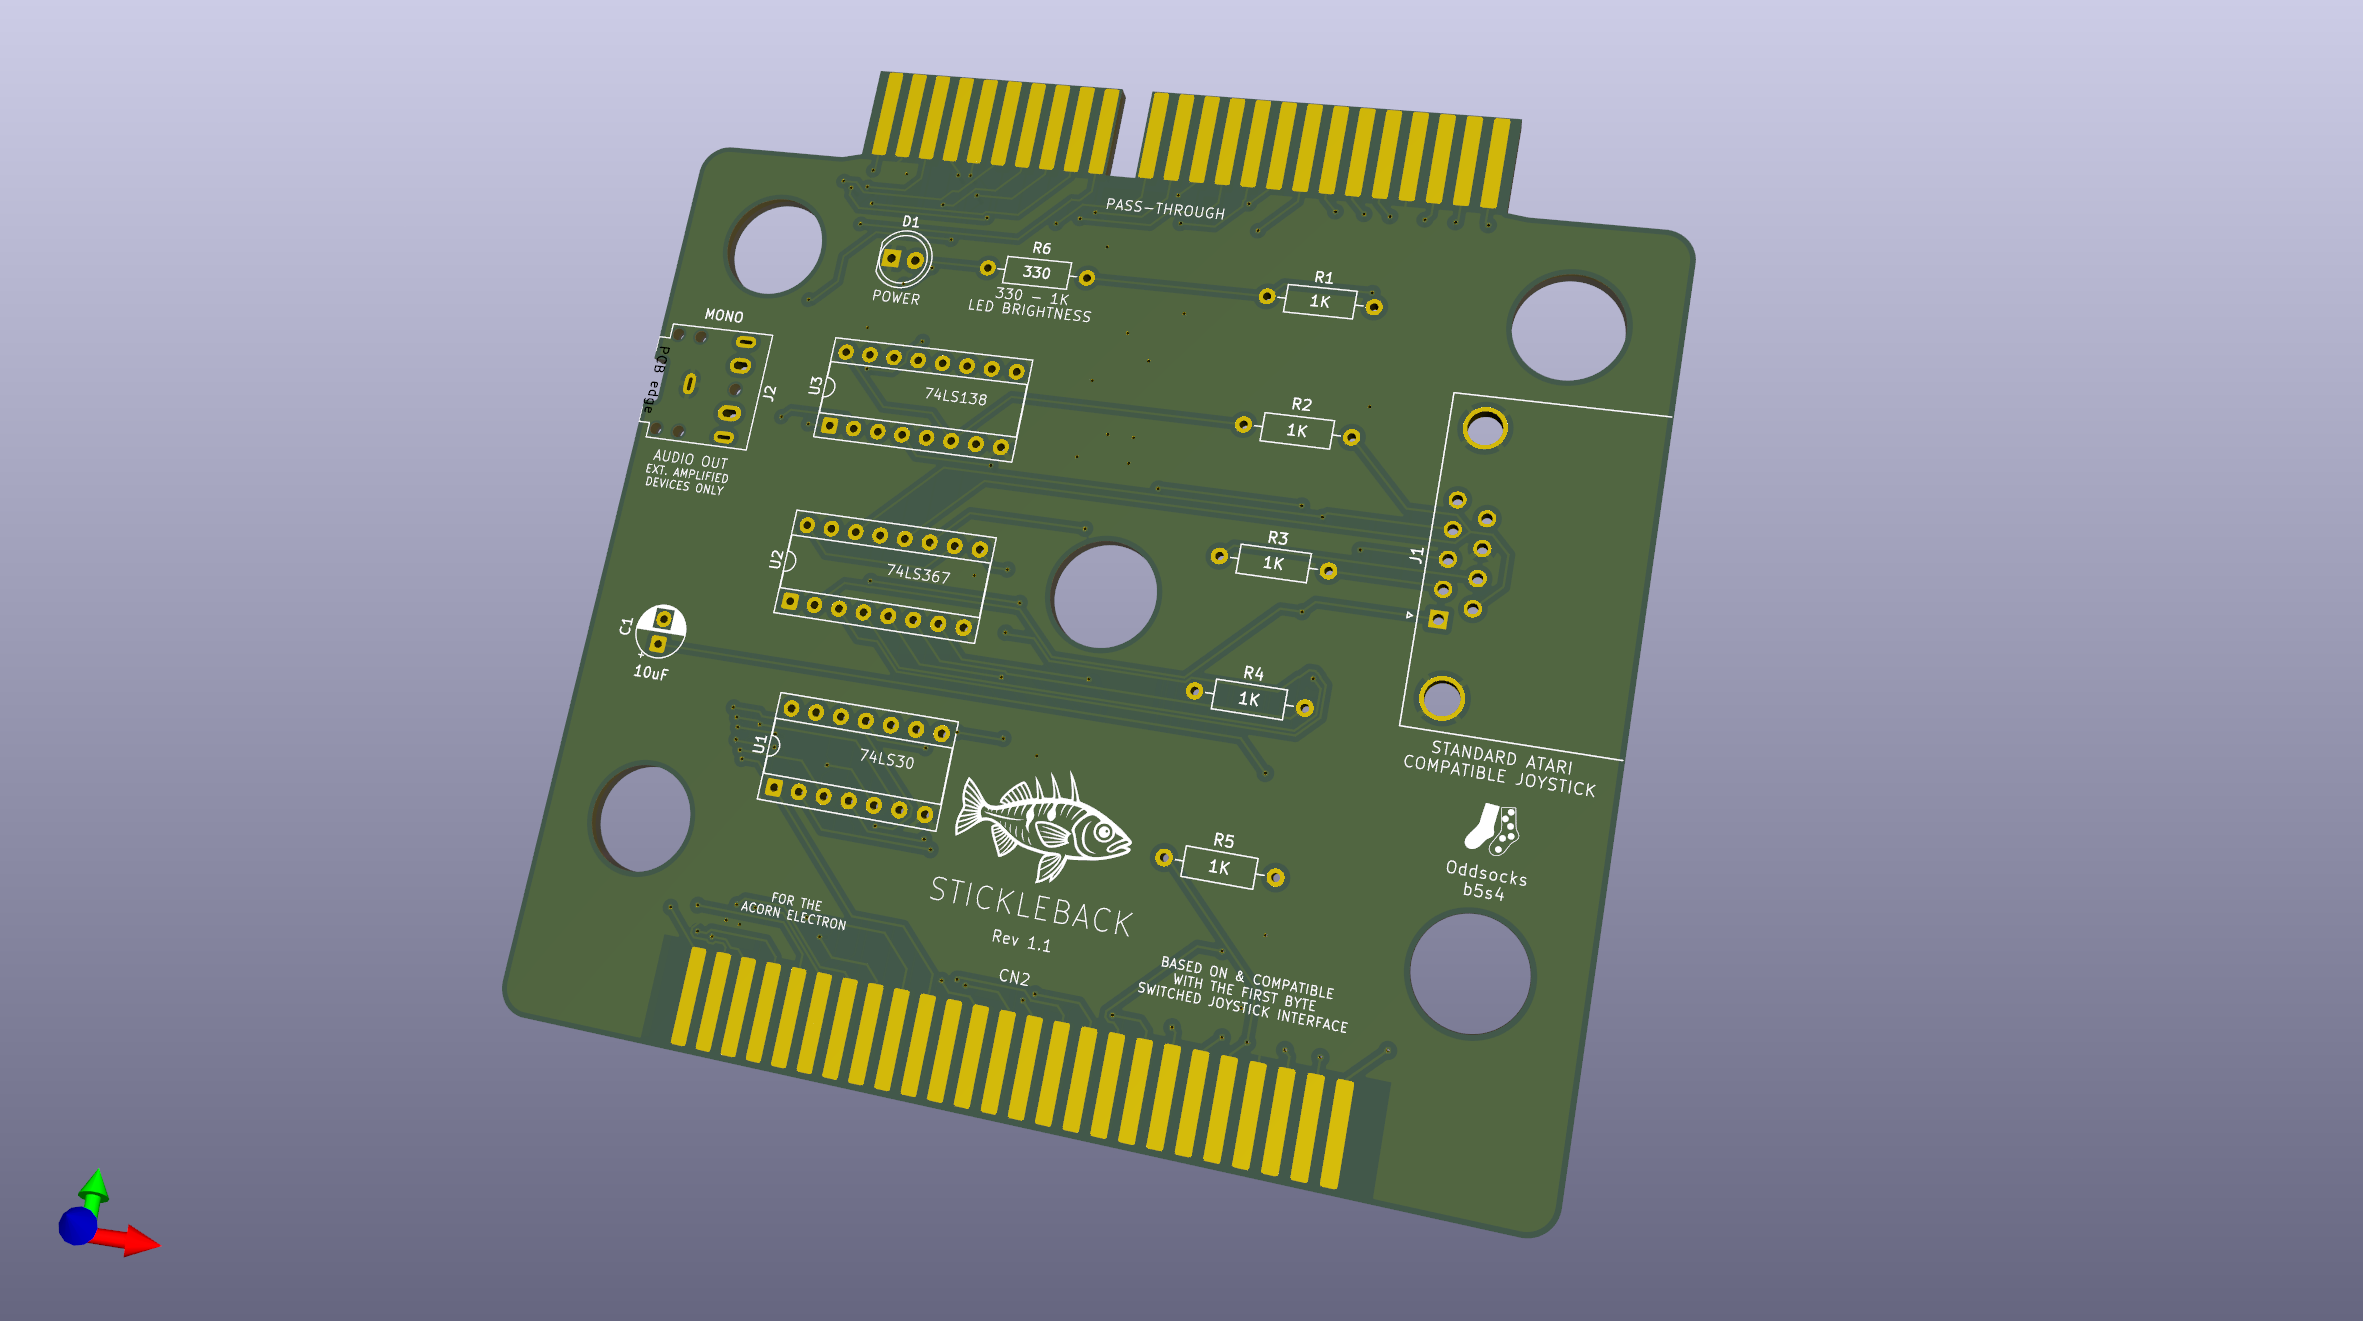 PASS-THROUGH
D1
POWER
R6
330
330 - 1K
LED BRIGHTNESS
R1
1K
MONO
PCB edge
J2
AUDIO OUT
EXT. AMPLIFIED
DEVICES ONLY
U3
74LS138
R2
1K
U2
74LS367
R3
1K
J1
C1
+
10uF
R4
1K
U1
74LS30
STANDARD ATARI
COMPATIBLE JOYSTICK
R5
1K
Oddsocks
b5s4
STICKLEBACK
Rev 1.1
CN2
FOR THE
ACORN ELECTRON
BASED ON & COMPATIBLE
WITH THE FIRST BYTE
SWITCHED JOYSTICK INTERFACE